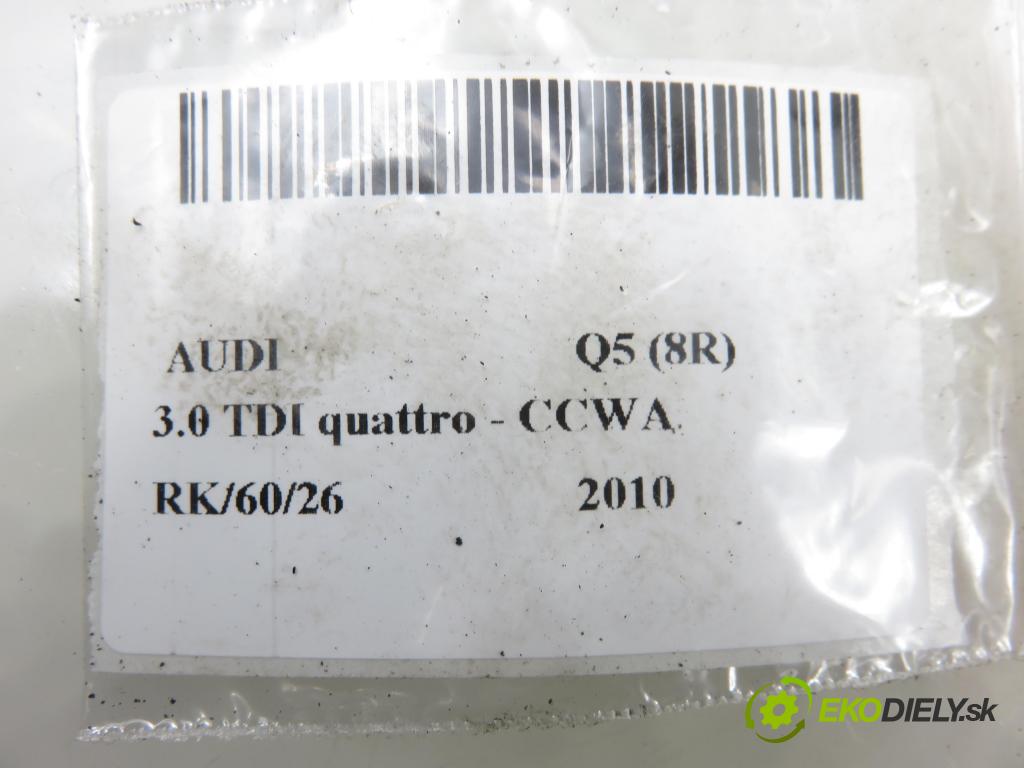 AUDI Q5 (8R)
3.0 TDI quattro - CCWA
RK/60/26 2010
EKODIELY.sk